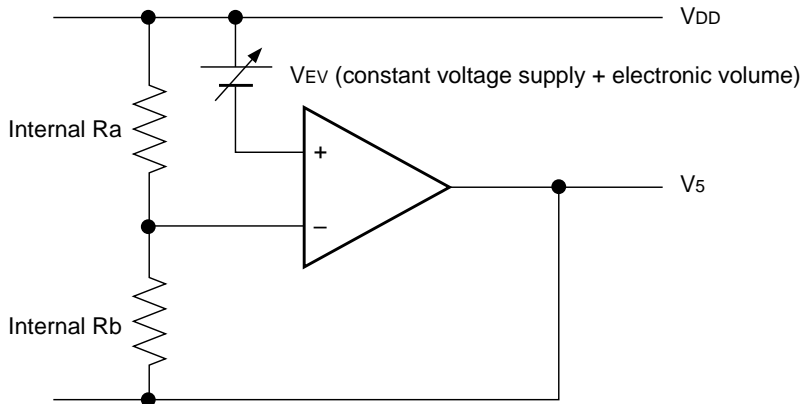 VDD
VEV (constant voltage supply + electronic volume)
Internal Ra
+
V5
−
Internal Rb